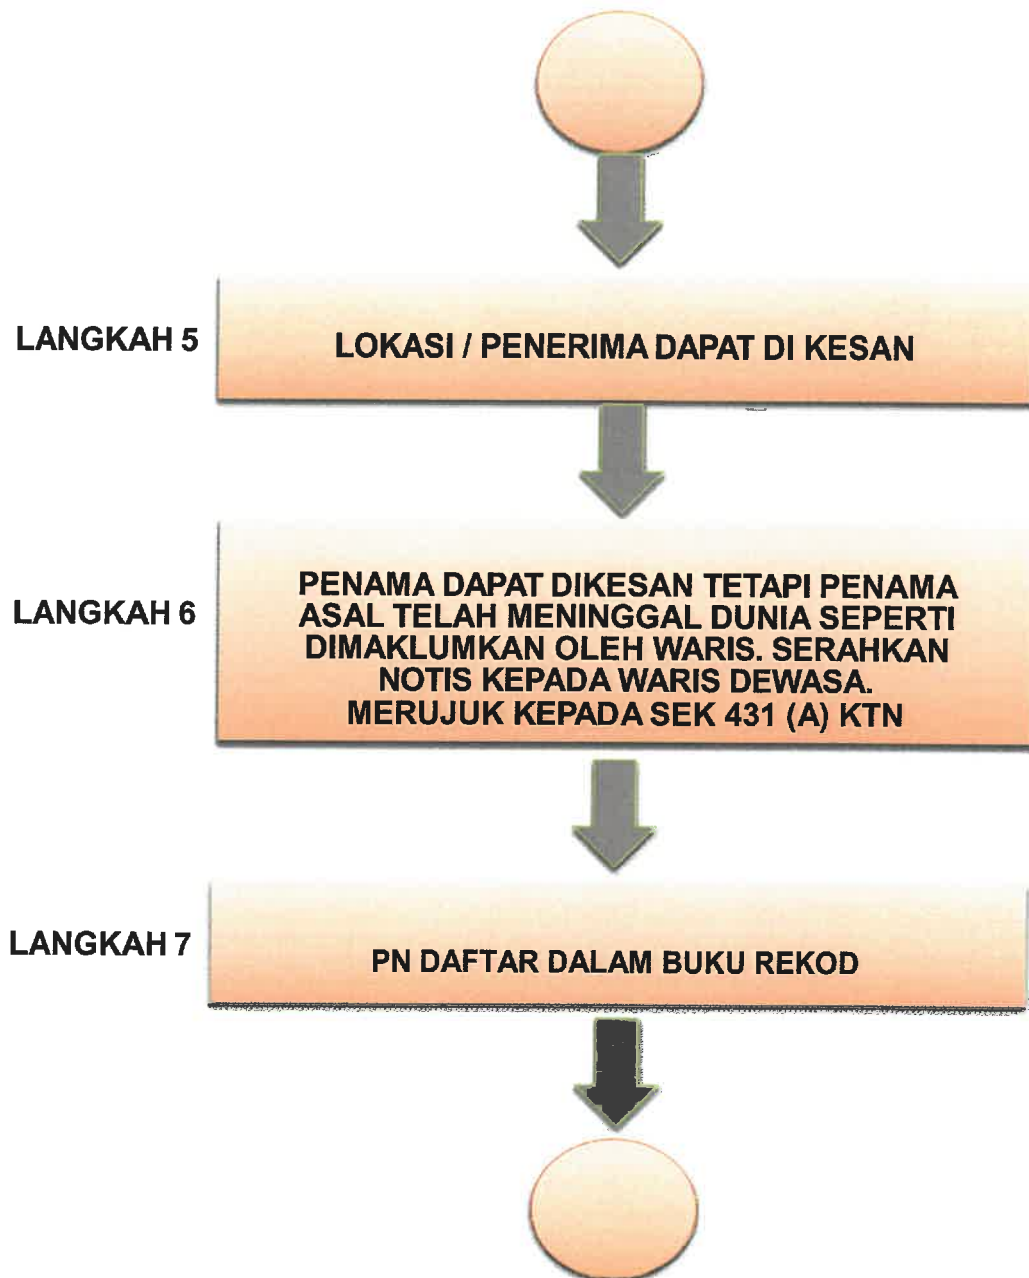 LANGKAH 5
LOKASI / PENERIMA DAPAT DI KESAN
LANGKAH 6
PENAMA DAPAT DIKESAN TETAPI PENAMA
ASAL TELAH MENINGGAL DUNIA SEPERTI
DIMAKLUMKAN OLEH WARIS. SERAHKAN
NOTIS KEPADA WARIS DEWASA.
MERUJUK KEPADA SEK 431 (A) KTN
LANGKAH 7
PN DAFTAR DALAM BUKU REKOD